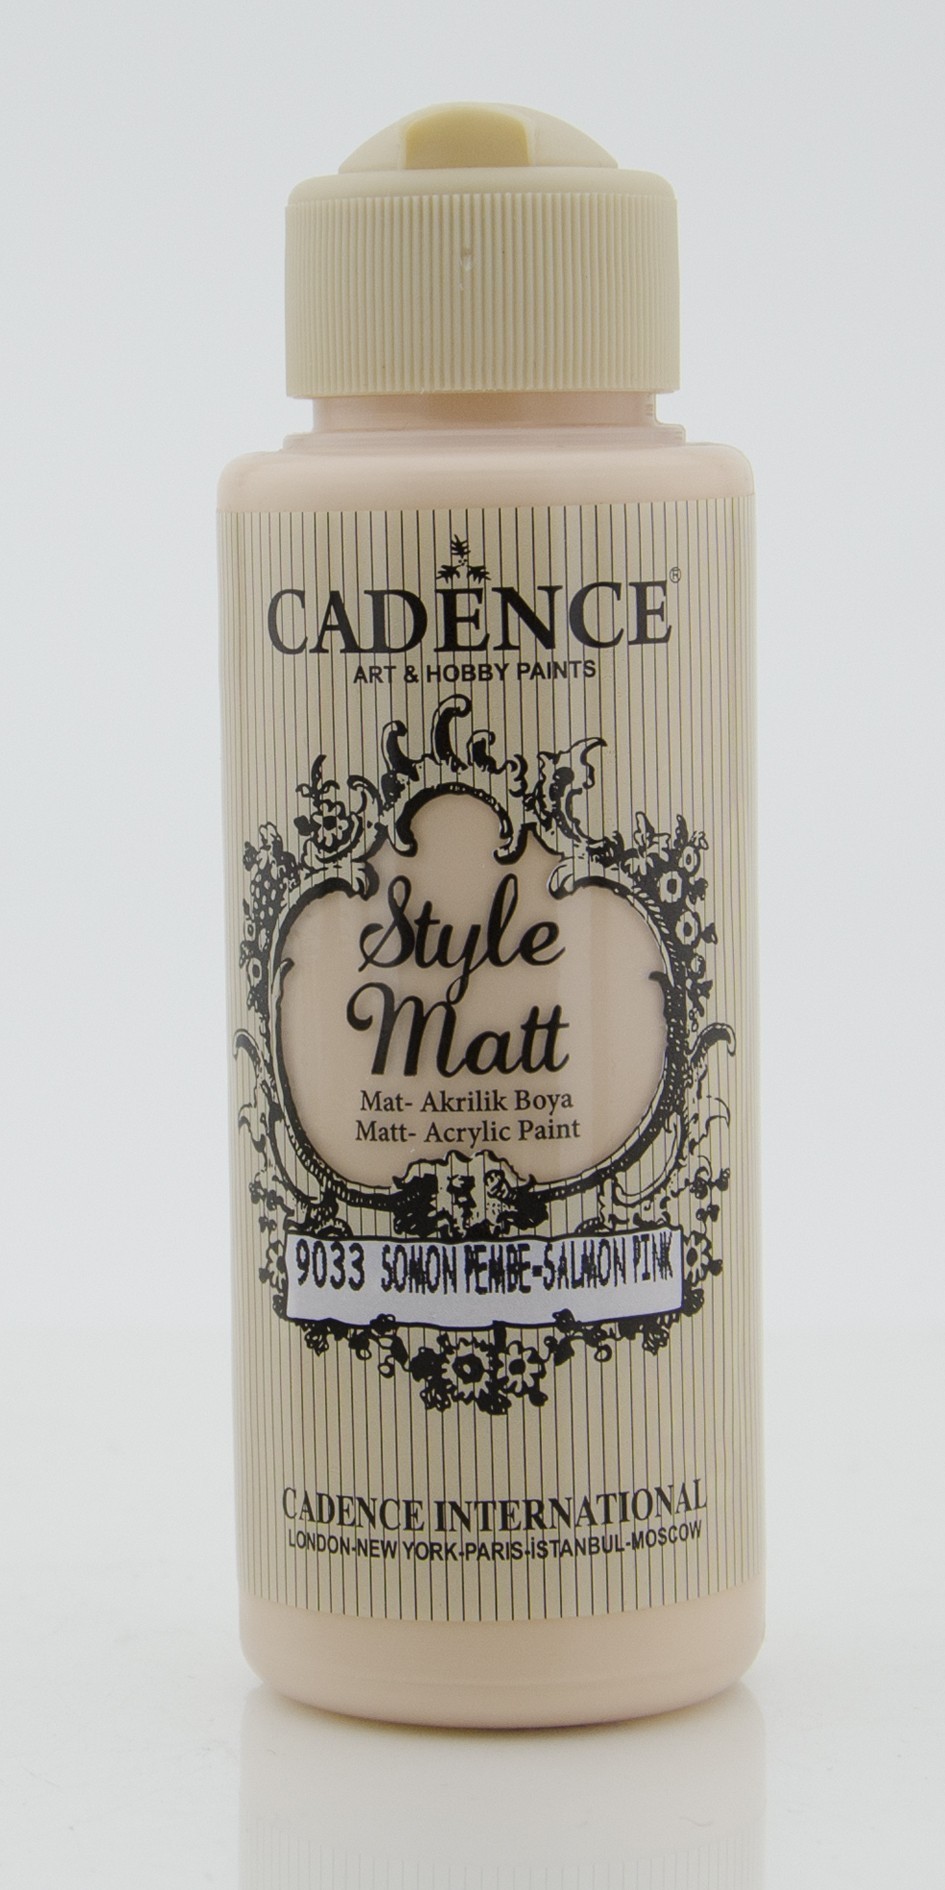 CADENCE®
ART & HOBBY PAINTS
Style
Matt
Mat- Akrilik Boya
Matt- Acrylic Paint
9033 SOMON PEMBE-SALMON PINK
CADENCE INTERNATIONAL
LONDON-NEW YORK-PARIS-İSTANBUL-MOSCOW